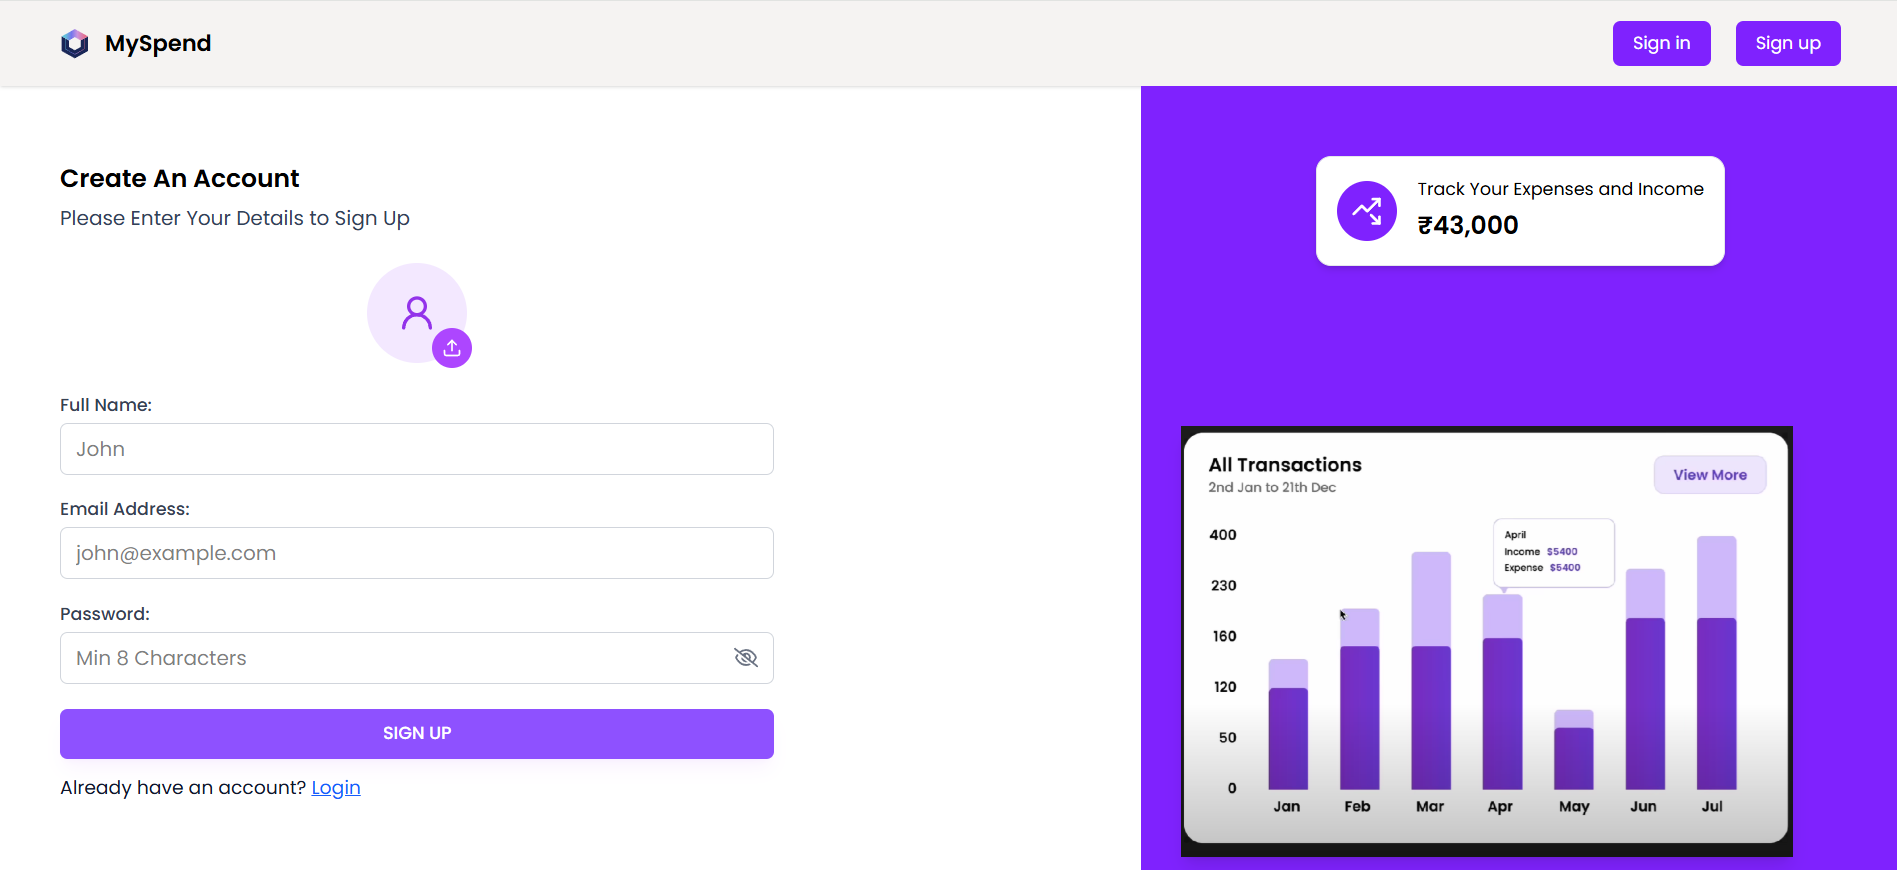 MySpend
Sign in
Sign up
Create An Account
Please Enter Your Details to Sign Up
Full Name:
John
Email Address:
john@example.com
Password:
Min 8 Characters
SIGN UP
Already have an account? Login
Track Your Expenses and Income
₹43,000
All Transactions
View More
2nd Jan to 21th Dec
400
230
160
120
50
0
April
Income $5400
Expense $5400
Jan
Feb
Mar
Apr
May
Jun
Jul